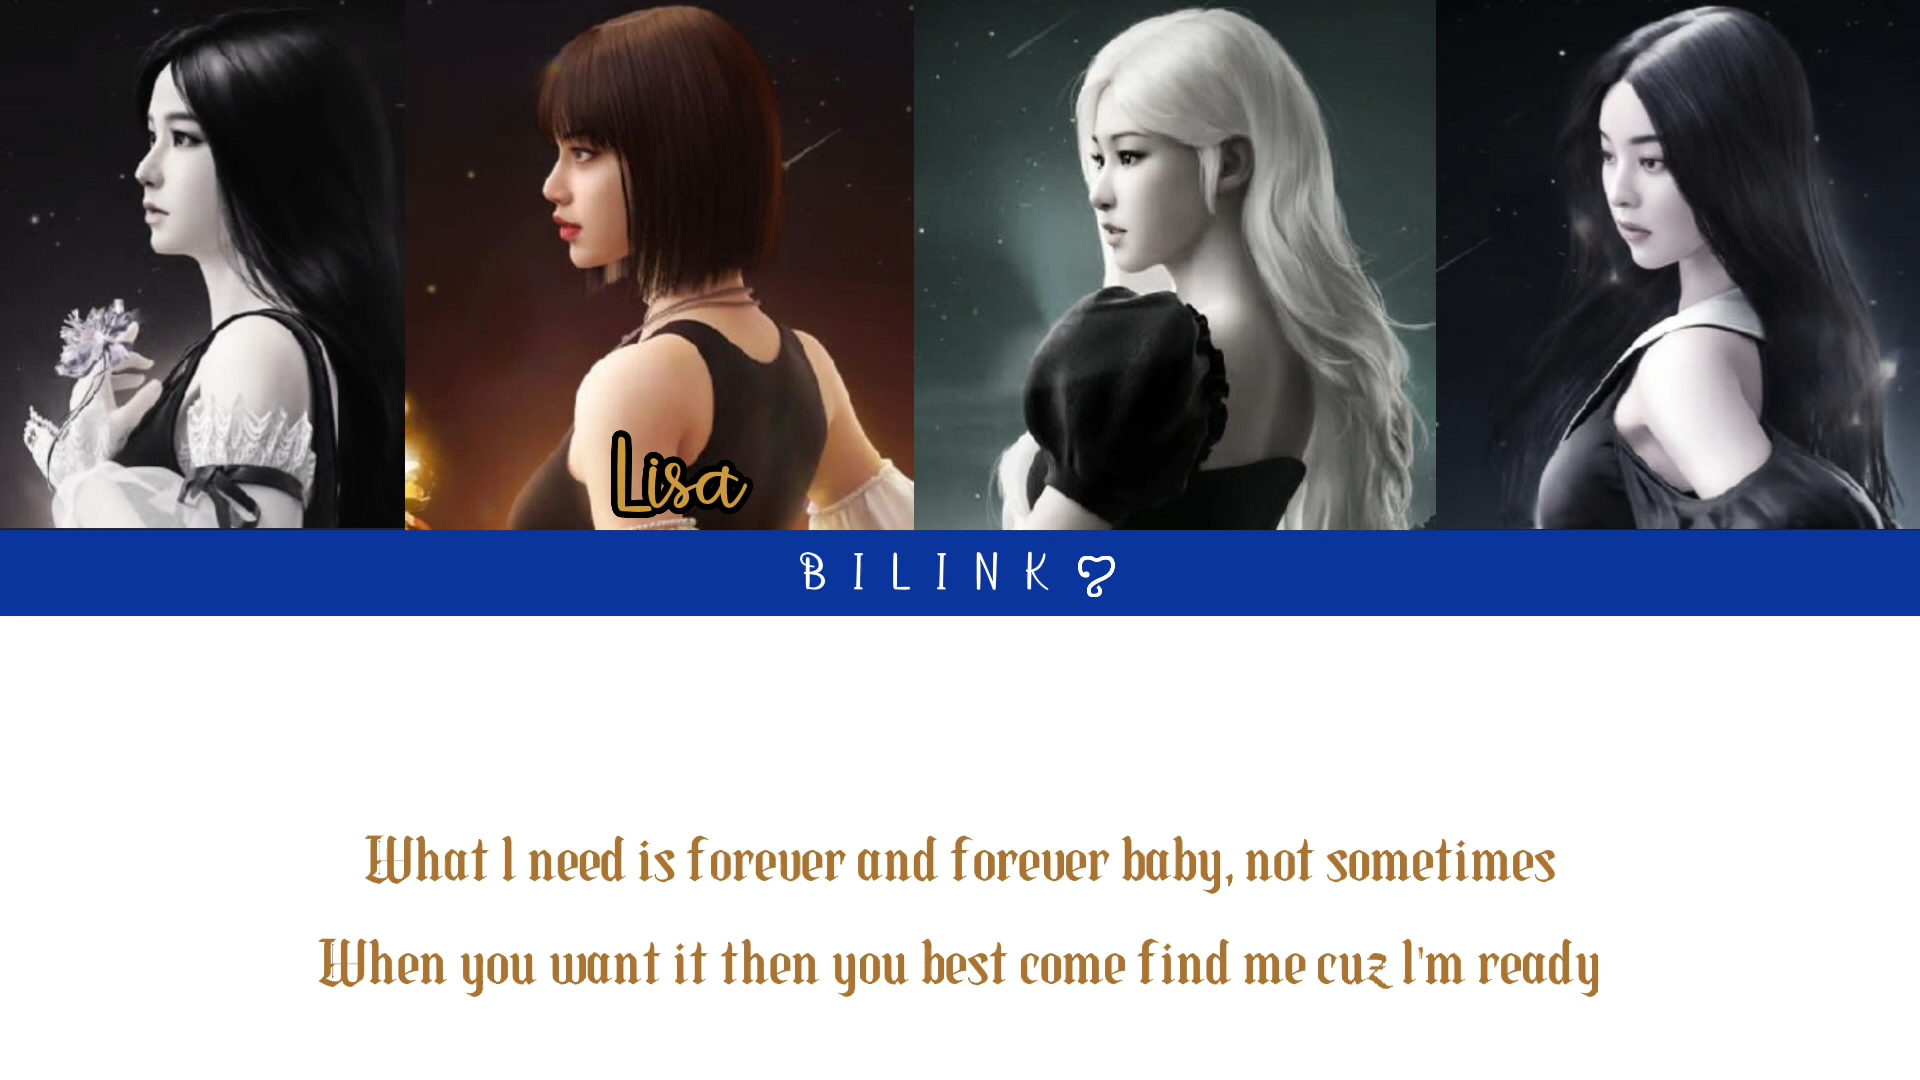 Lisa
BILINK
What I need is forever and forever baby, not sometimes
When you want it then you best come find me cuz I'm ready